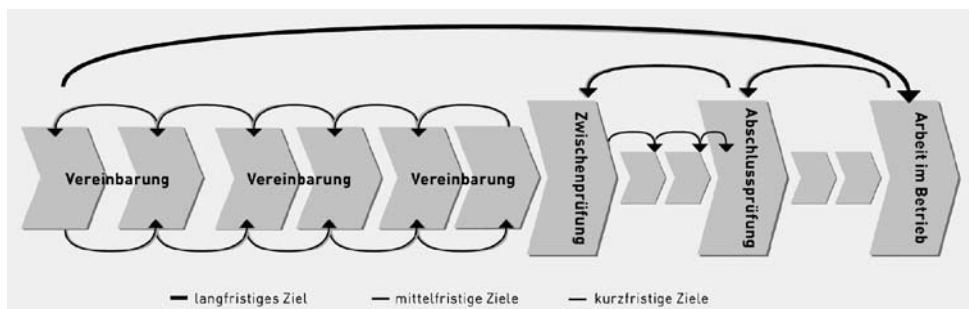 Vereinbarung
Vereinbarung
Vereinbarung
Zwischenprüfung
Abschlussprüfung
Arbeit im Betrieb
langfristiges Ziel
mittelfristige Ziele
kurzfristige Ziele